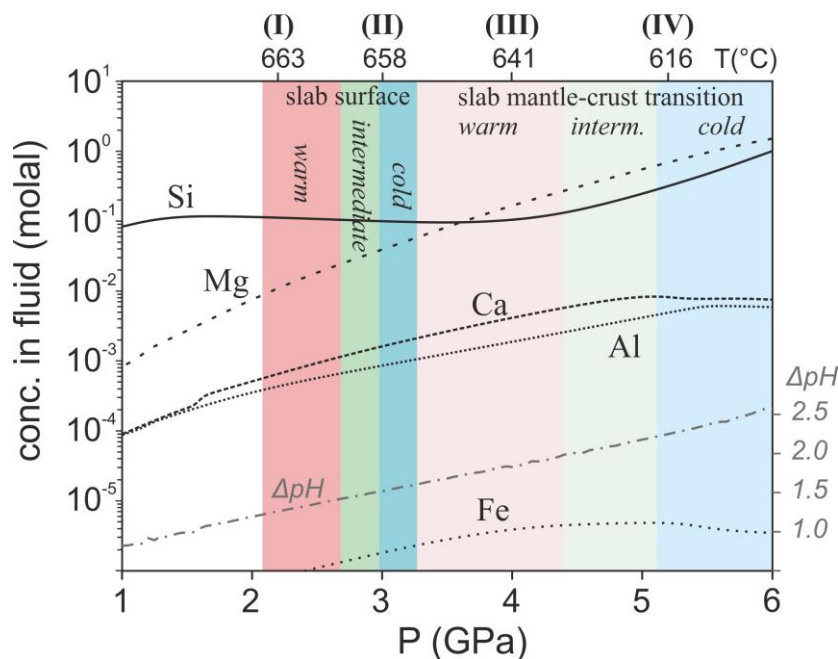 (I) (II) (III) (IV)
663 658 641 616 T(°C)
slab surface slab mantle-crust transition
warm interm. cold
warm
intermediate
cold
10¹
10⁰
10⁻¹
10⁻²
10⁻³
10⁻⁴
10⁻⁵
conc. in fluid (molal)
Si
Mg
Ca
Al
ΔpH
Fe
ΔpH
2.5
2.0
1.5
1.0
1 2 3 4 5 6
P (GPa)